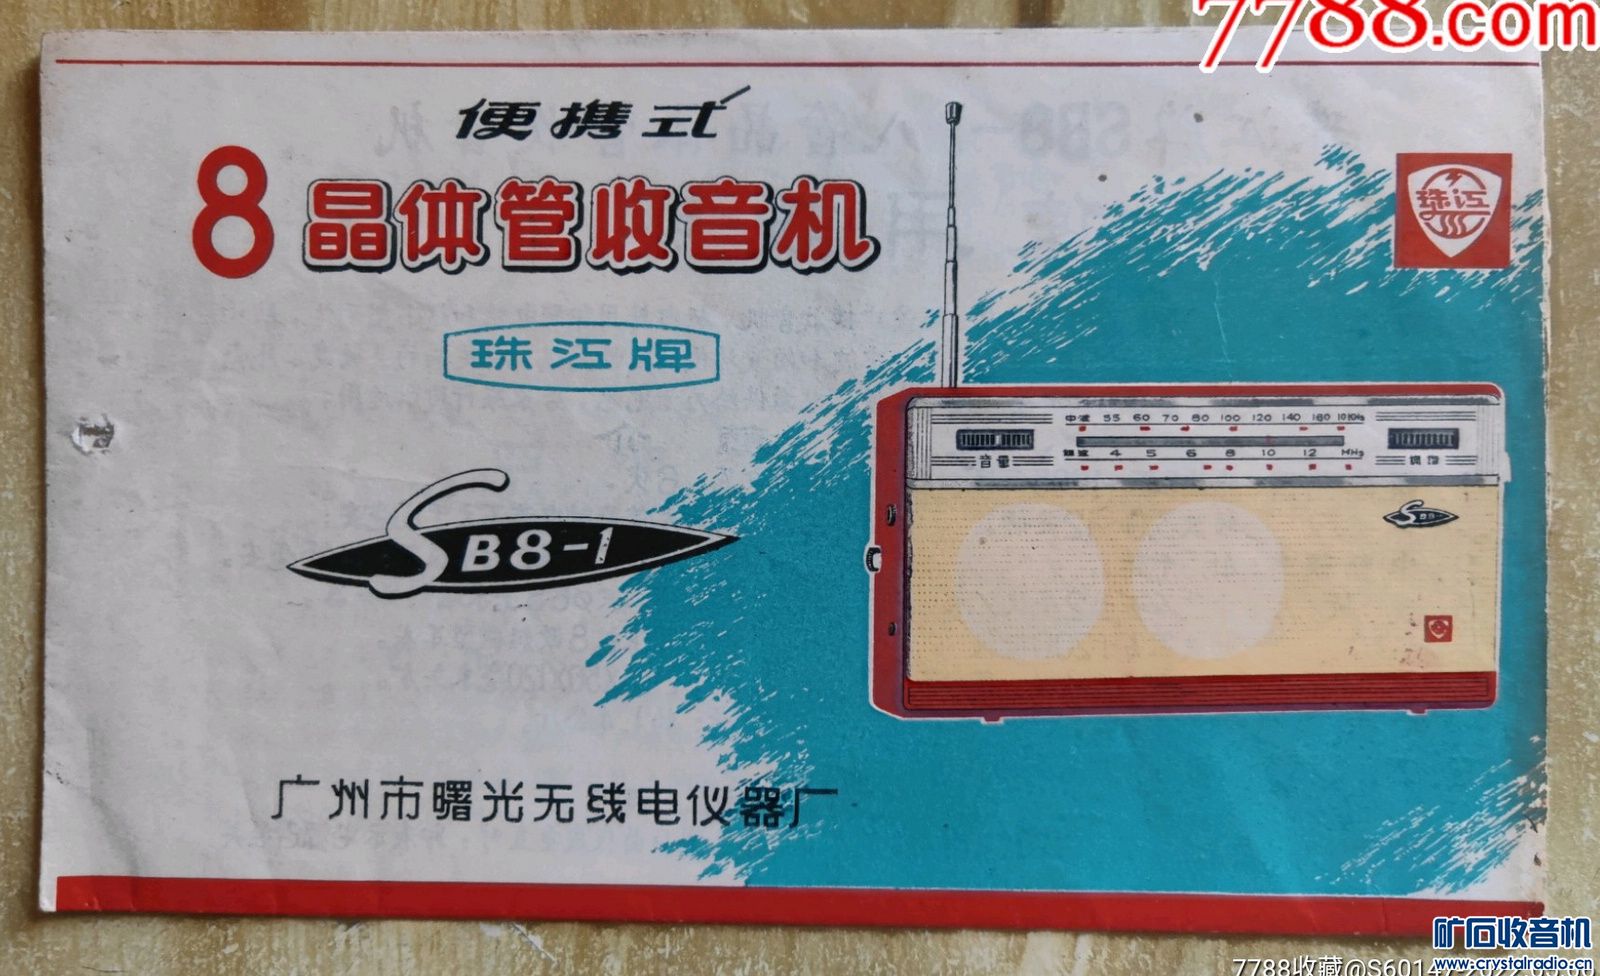 7788.com
便携式
8晶体管收音机
珠江
珠江牌
中波 55 60 70 80 100 120 140 160 10KHz
音量
短波 4 5 6 8 10 12 MHz
调谐
SB8-1
SB8-1
广州市曙光无线电仪器厂
矿石收音机
www.crystalradio.cn